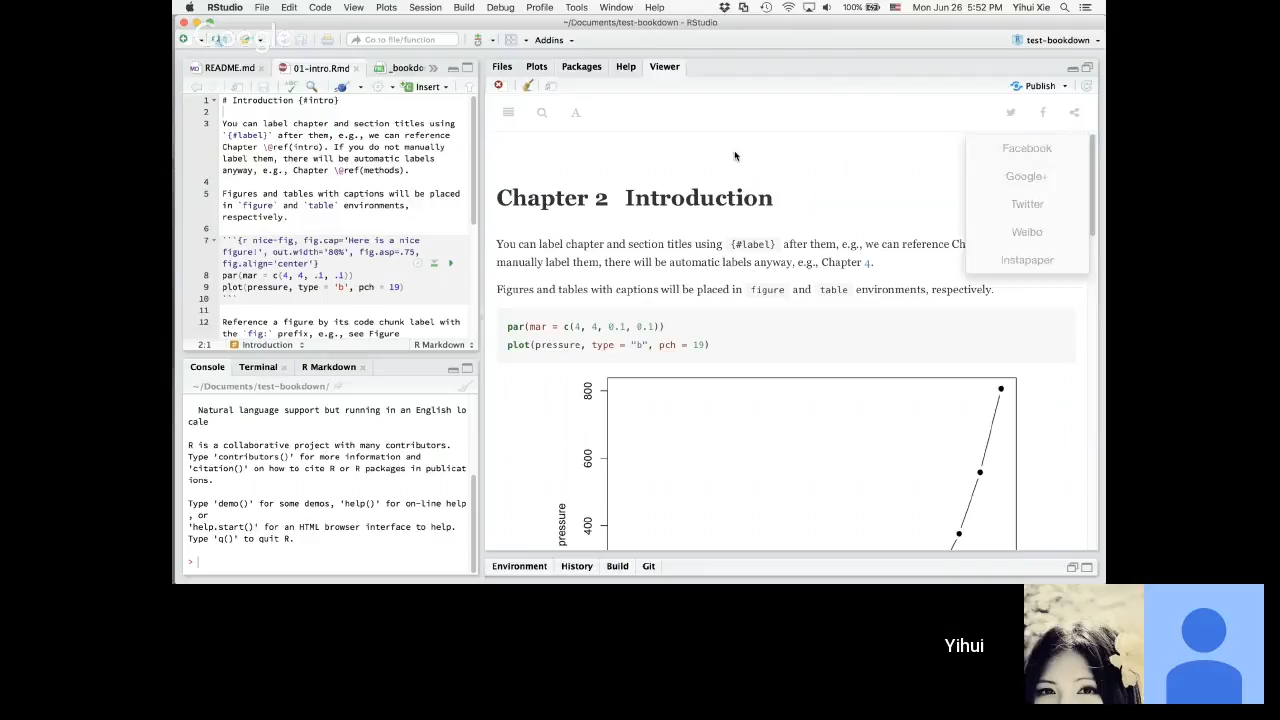 RStudio File Edit Code View Plots Session Build Debug Profile Tools Window Help 100% Mon Jun 26 5:52 PM Yihui Xie
~/Documents/test-bookdown - RStudio
Go to file/function Addins test-bookdown
README.md 01-intro.Rmd _bookdo
Insert
1 # Introduction {#intro}
2
3 You can label chapter and section titles using
`{#label}` after them, e.g., we can reference
Chapter \@ref(intro). If you do not manually
label them, there will be automatic labels
anyway, e.g., Chapter \@ref(methods).
4
5 Figures and tables with captions will be placed
in `figure` and `table` environments,
respectively.
6
7 ```{r nice-fig, fig.cap='Here is a nice
figure!', out.width='80%', fig.asp=.75,
fig.align='center'}
8 par(mar = c(4, 4, .1, .1))
9 plot(pressure, type = 'b', pch = 19)
10 ```
11
12 Reference a figure by its code chunk label with
the `fig:` prefix, e.g., see Figure
2:1 Introduction R Markdown
Console Terminal R Markdown
~/Documents/test-bookdown/
Natural language support but running in an English lo
cale
R is a collaborative project with many contributors.
Type 'contributors()' for more information and
'citation()' on how to cite R or R packages in publicat
ions.
Type 'demo()' for some demos, 'help()' for on-line help
, or
'help.start()' for an HTML browser interface to help.
Type 'q()' to quit R.
>
Files Plots Packages Help Viewer
Publish
A
Facebook
Google+
Twitter
Weibo
Instapaper
Chapter 2 Introduction
You can label chapter and section titles using {#label} after them, e.g., we can reference Ch
manually label them, there will be automatic labels anyway, e.g., Chapter 4.
Figures and tables with captions will be placed in figure and table environments, respectively.
par(mar = c(4, 4, 0.1, 0.1))
plot(pressure, type = "b", pch = 19)
800
600
400
pressure
Environment History Build Git
Yihui